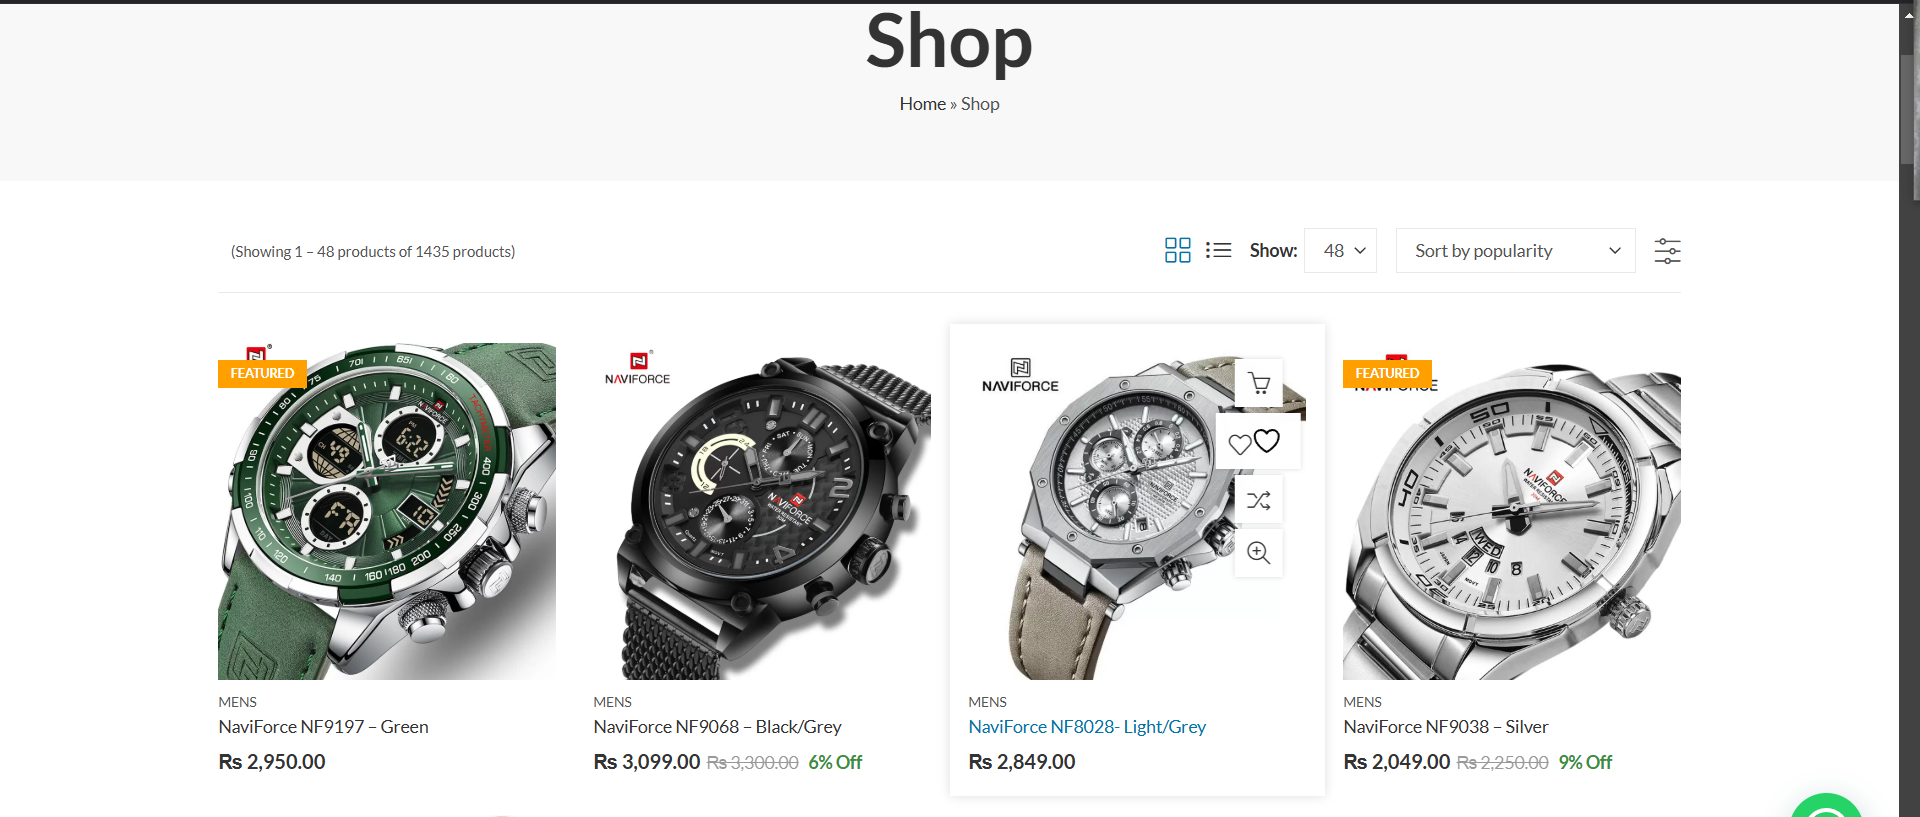 Shop
Home » Shop
(Showing 1 – 48 products of 1435 products)
Show:
48
Sort by popularity
FEATURED
NAVIFORCE
NAVIFORCE
FEATURED
MENS
NaviForce NF9197 – Green
₨ 2,950.00
MENS
NaviForce NF9068 – Black/Grey
₨ 3,099.00 ₨ 3,300.00 6% Off
MENS
NaviForce NF8028- Light/Grey
₨ 2,849.00
MENS
NaviForce NF9038 – Silver
₨ 2,049.00 ₨ 2,250.00 9% Off